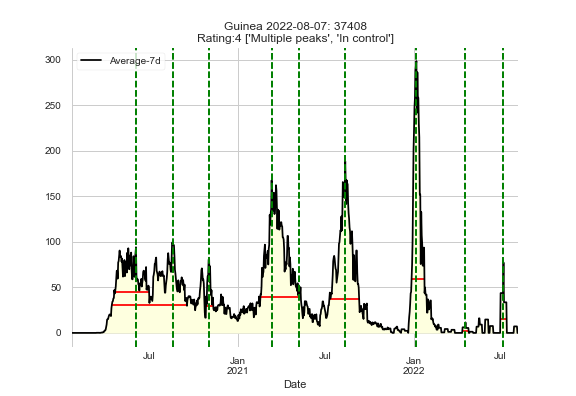 Guinea 2022-08-07: 37408
Rating:4 ['Multiple peaks', 'In control']
Average-7d
300
250
200
150
100
50
0
Jul
Jan
2021
Jul
Jan
2022
Jul
Date